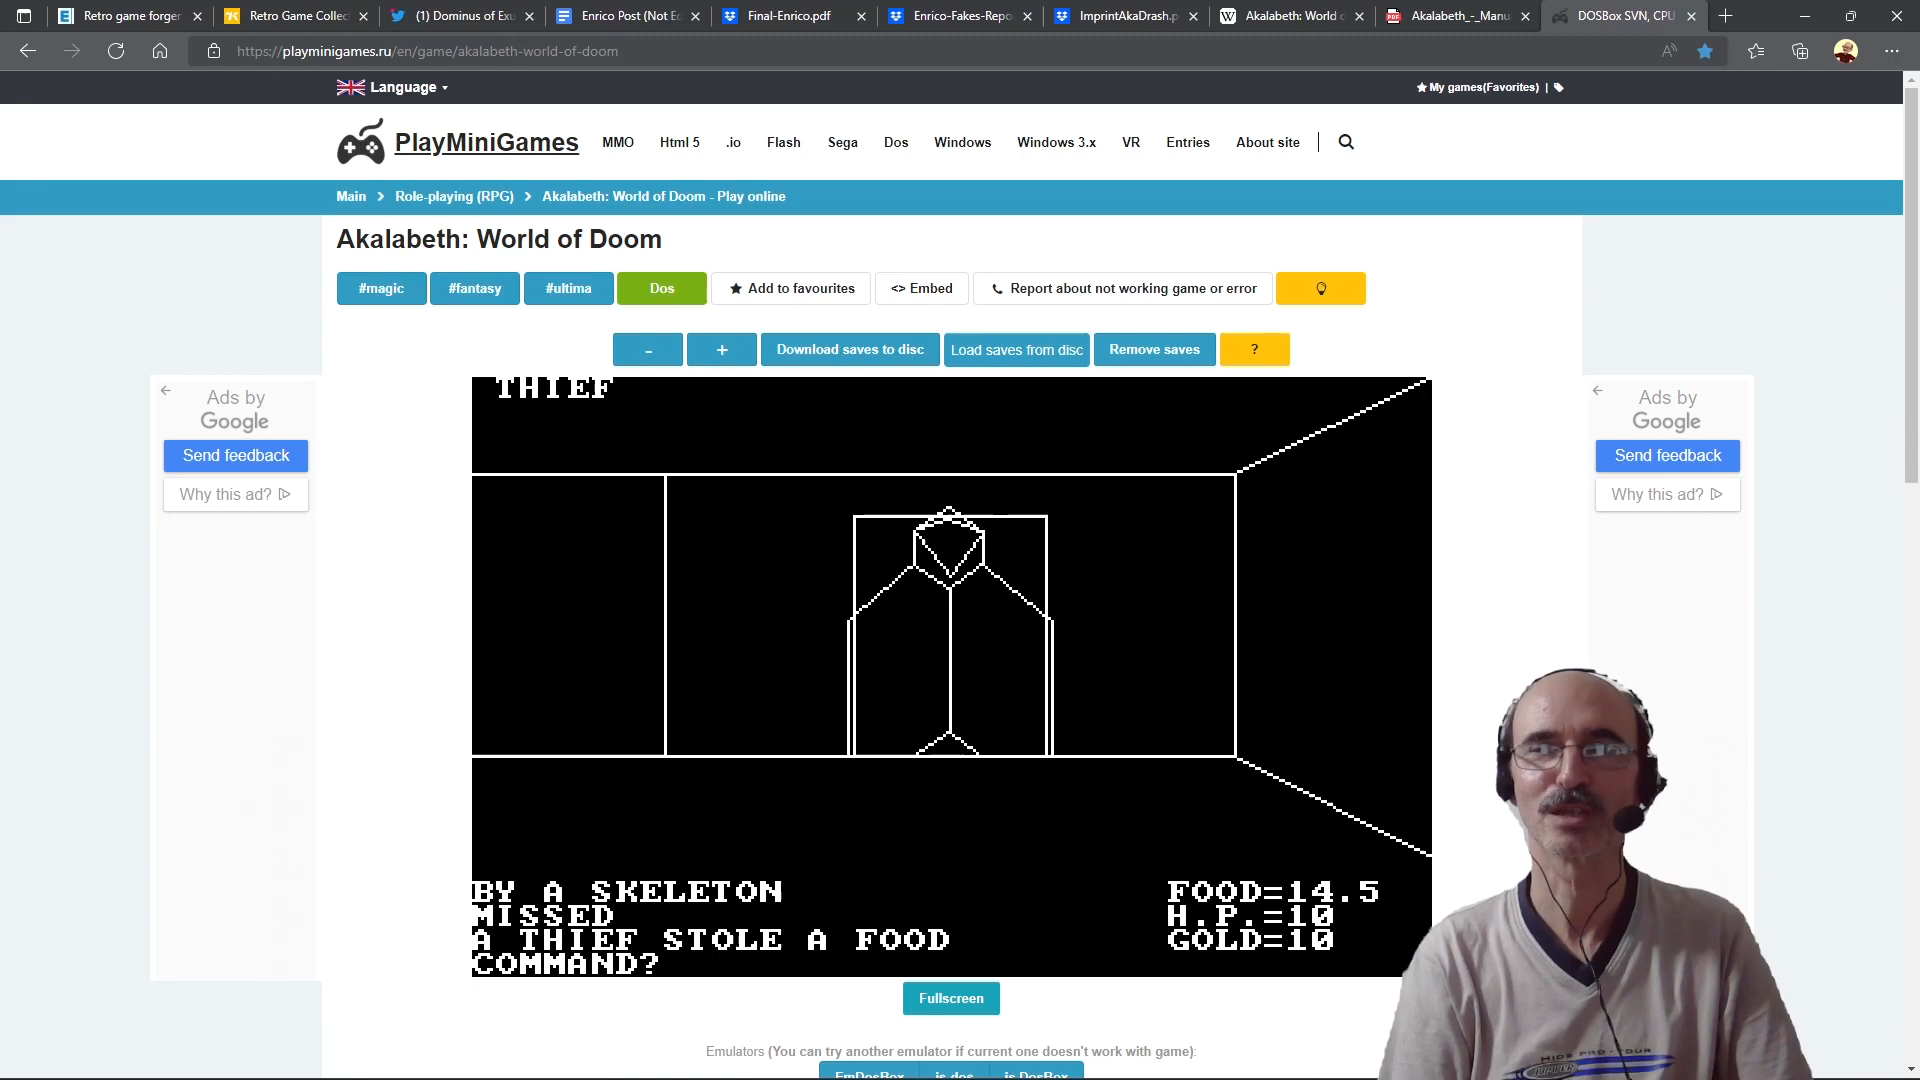 Retro game forger
Retro Game Collec
(1) Dominus of Exu
Enrico Post (Not Ed
Final-Enrico.pdf
Enrico-Fakes-Repo
ImprintAkaDrash.p
Akalabeth: World o
Akalabeth_-_Manu
DOSBox SVN, CPU
https://playminigames.ru/en/game/akalabeth-world-of-doom
Language
My games(Favorites) |
PlayMiniGames
MMO Html 5 .io Flash Sega Dos Windows Windows 3.x VR Entries About site
Main > Role-playing (RPG) > Akalabeth: World of Doom - Play online
Akalabeth: World of Doom
#magic #fantasy #ultima Dos Add to favourites <> Embed Report about not working game or error
- + Download saves to disc Load saves from disc Remove saves ?
Ads by
Google
Send feedback
Why this ad?
THIEF
BY A SKELETON
MISSED
A THIEF STOLE A FOOD
COMMAND?
FOOD=14.5
H.P.=10
GOLD=10
Ads by
Google
Send feedback
Why this ad?
Fullscreen
Emulators (You can try another emulator if current one doesn't work with game):
EmDosBox js-dos js-DosBox